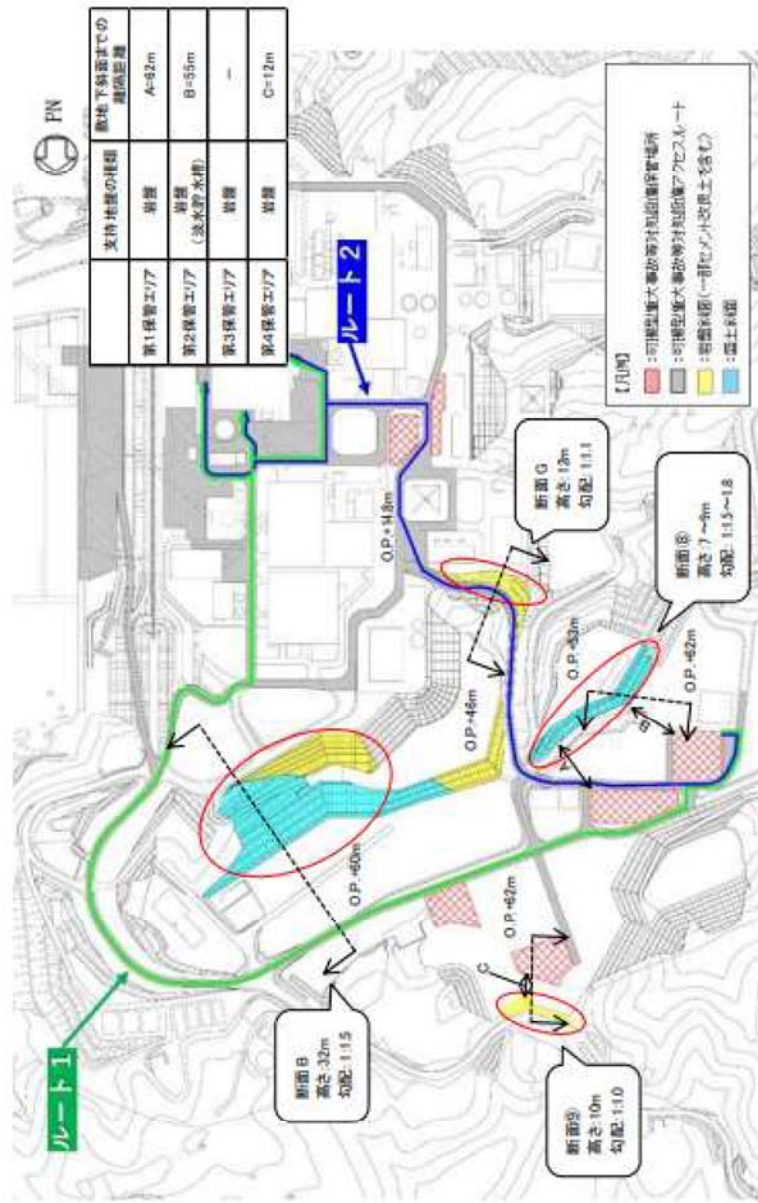 PN
支持地盤の種類
敷地下斜面までの
離隔距離
第1保管エリア
岩盤
A=62m
第2保管エリア
岩盤
(淡水貯水槽)
B=55m
第3保管エリア
岩盤
－
第4保管エリア
岩盤
C=12m
ルート1
ルート2
O.P.+14.8m
O.P.+46m
O.P.+53m
O.P.+60m
O.P.+62m
O.P.+62m
A
B
C
断面B
高さ:32m
勾配:1:1.5
断面G
高さ:12m
勾配:1:1.1
断面⑧
高さ:7~9m
勾配:1:1.5~1.8
断面⑨
高さ:10m
勾配:1:1.0
【凡例】
:可搬型重大事故等対処設備保管場所
:可搬型重大事故等対処設備アクセスルート
:岩盤斜面(一部セメント改良土を含む)
:盛土斜面